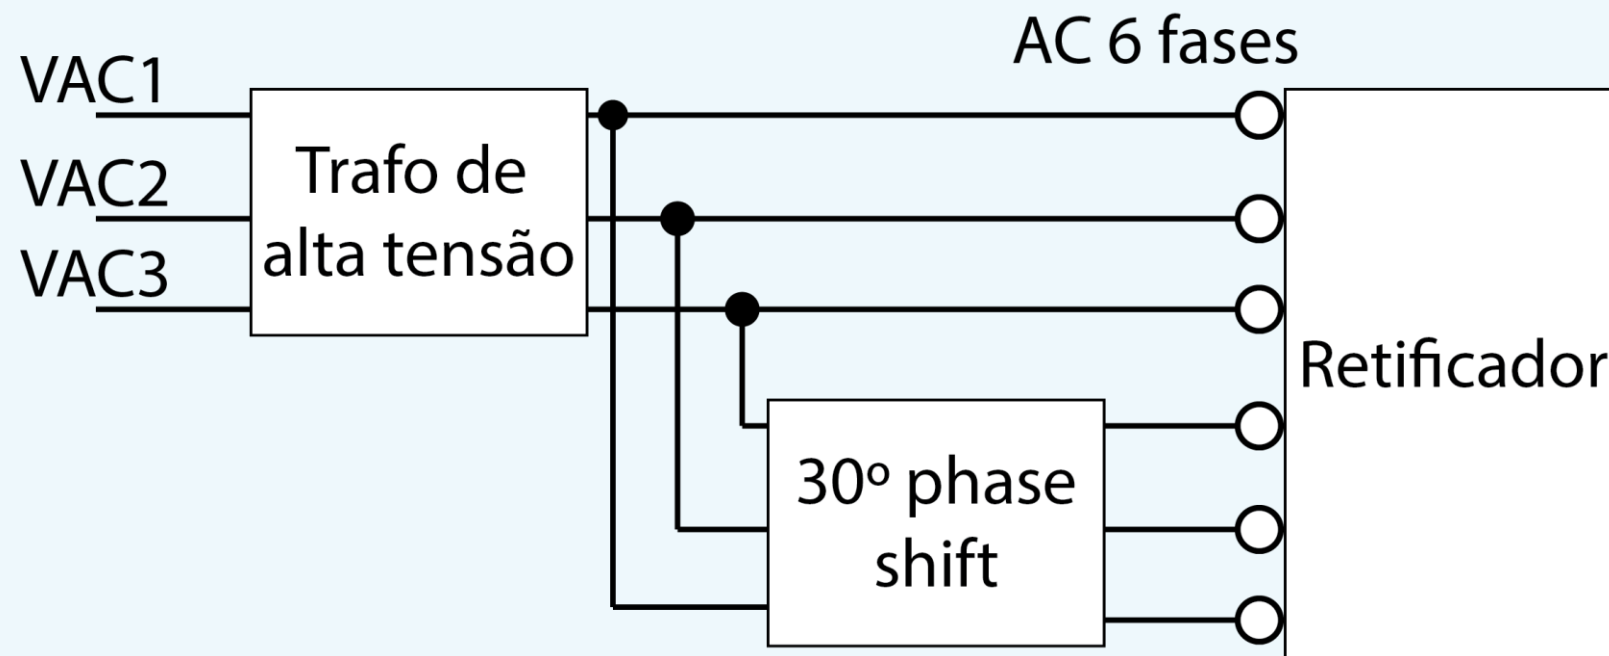 AC 6 fases
VAC1
VAC2
VAC3
Trafo de
alta tensão
Retificador
30º phase
shift